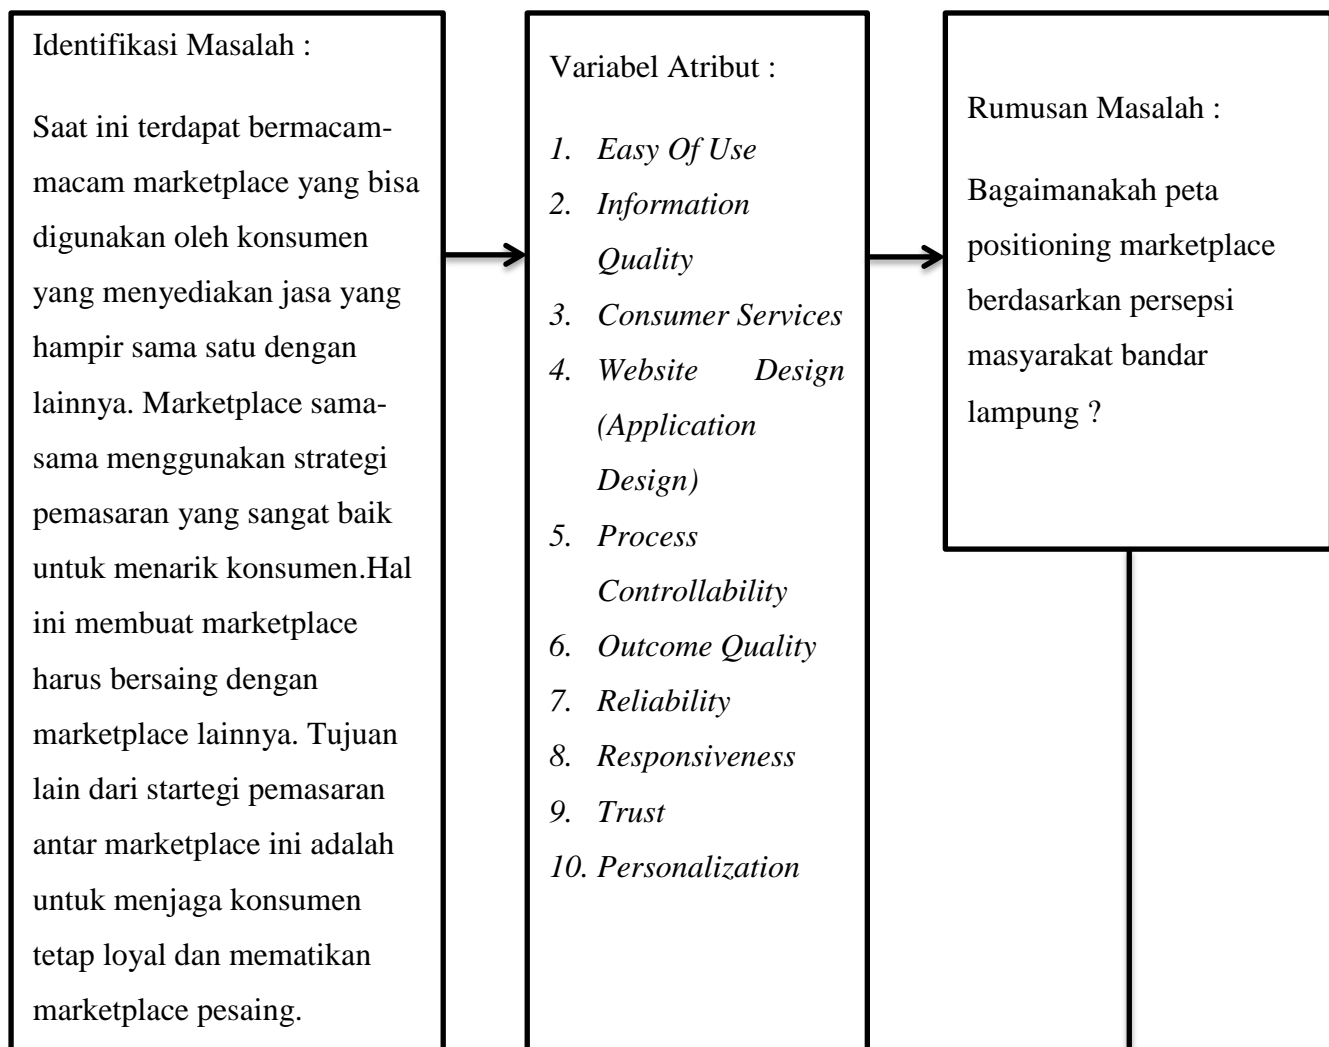 Identifikasi Masalah :
Saat ini terdapat bermacam-
macam marketplace yang bisa
digunakan oleh konsumen
yang menyediakan jasa yang
hampir sama satu dengan
lainnya. Marketplace sama-
sama menggunakan strategi
pemasaran yang sangat baik
untuk menarik konsumen.Hal
ini membuat marketplace
harus bersaing dengan
marketplace lainnya. Tujuan
lain dari startegi pemasaran
antar marketplace ini adalah
untuk menjaga konsumen
tetap loyal dan mematikan
marketplace pesaing.
Variabel Atribut :
1. Easy Of Use
2. Information
Quality
3. Consumer Services
4. Website Design
(Application
Design)
5. Process
Controllability
6. Outcome Quality
7. Reliability
8. Responsiveness
9. Trust
10. Personalization
Rumusan Masalah :
Bagaimanakah peta
positioning marketplace
berdasarkan persepsi
masyarakat bandar
lampung ?